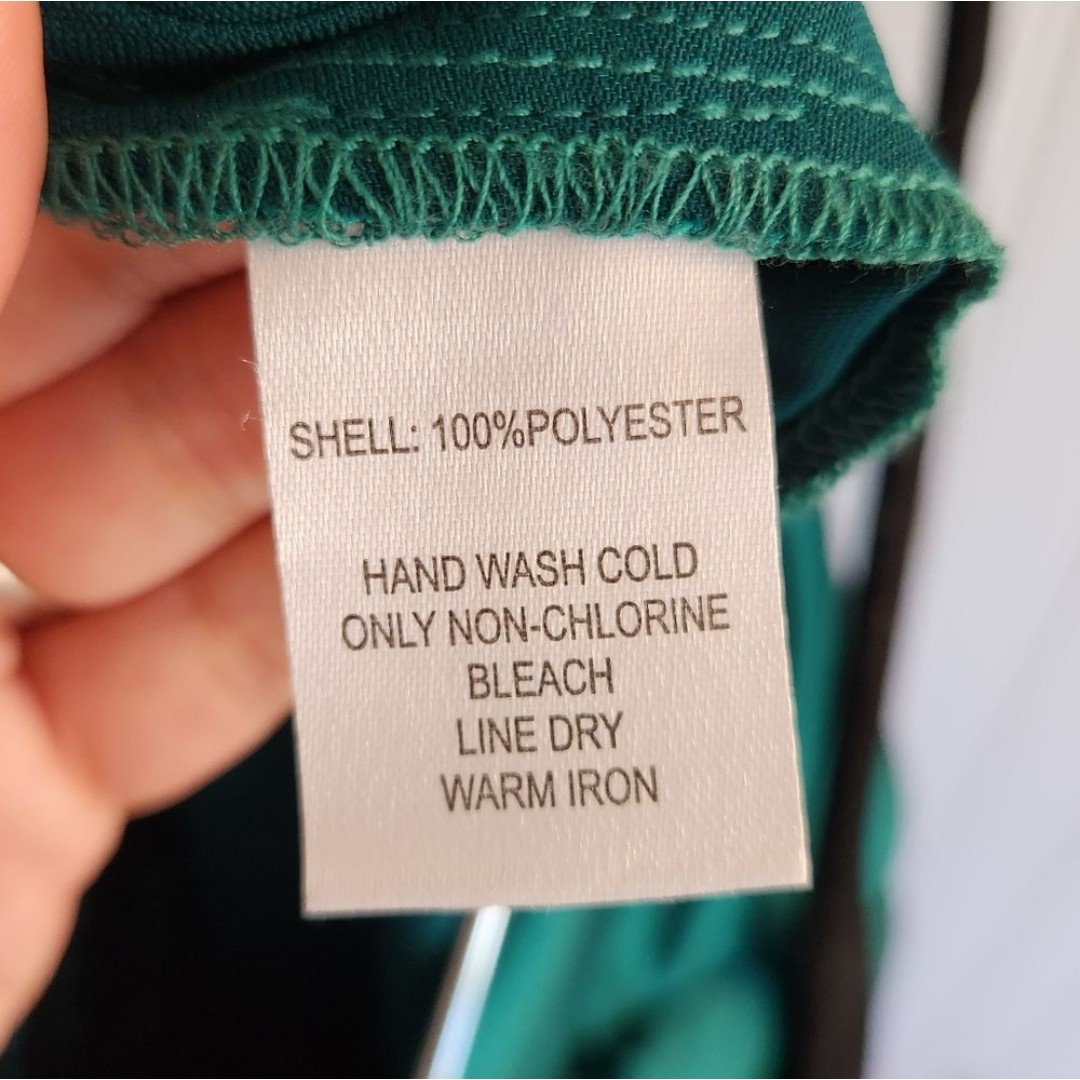 SHELL: 100%POLYESTER
HAND WASH COLD
ONLY NON-CHLORINE
BLEACH
LINE DRY
WARM IRON